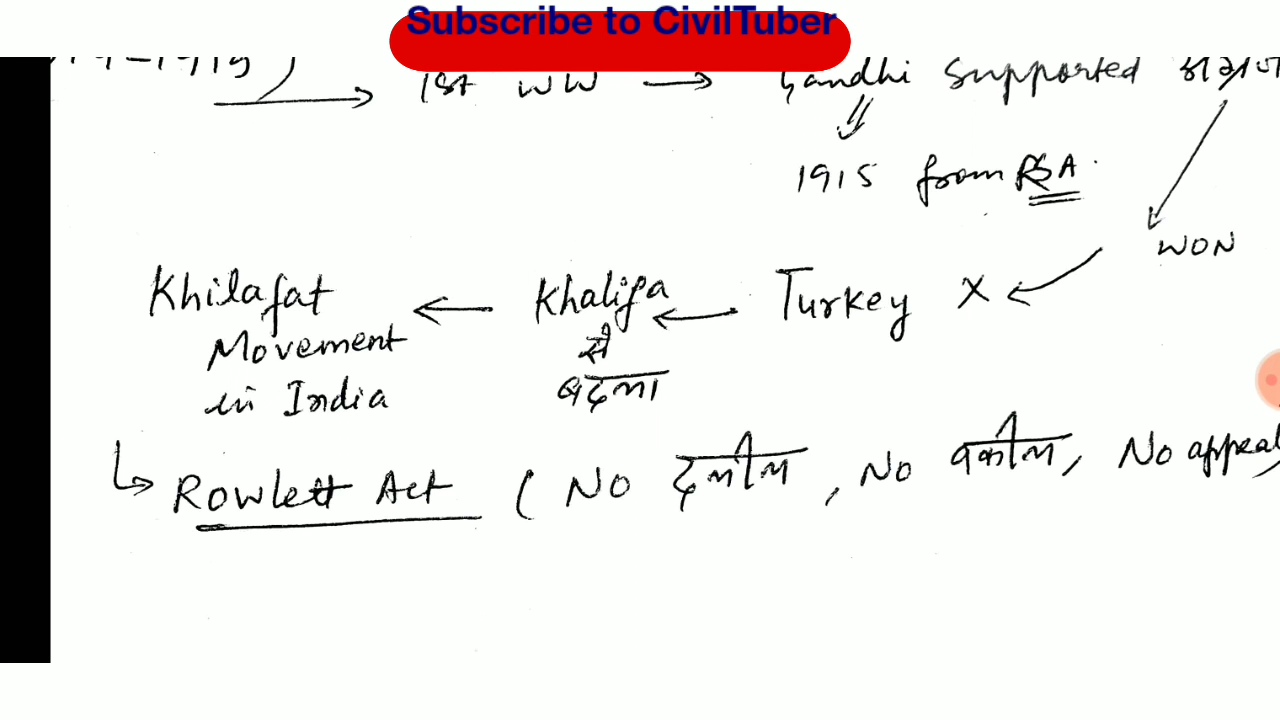 Subscribe to CivilTuber
1st WW → Gandhi supported
1915 from RSA
WON
Khilafat ← Khalifa ← Turkey X ←
Movement से
in India बदला
↳ Rowlett Act ( No दलील , No वकील, No appeal)